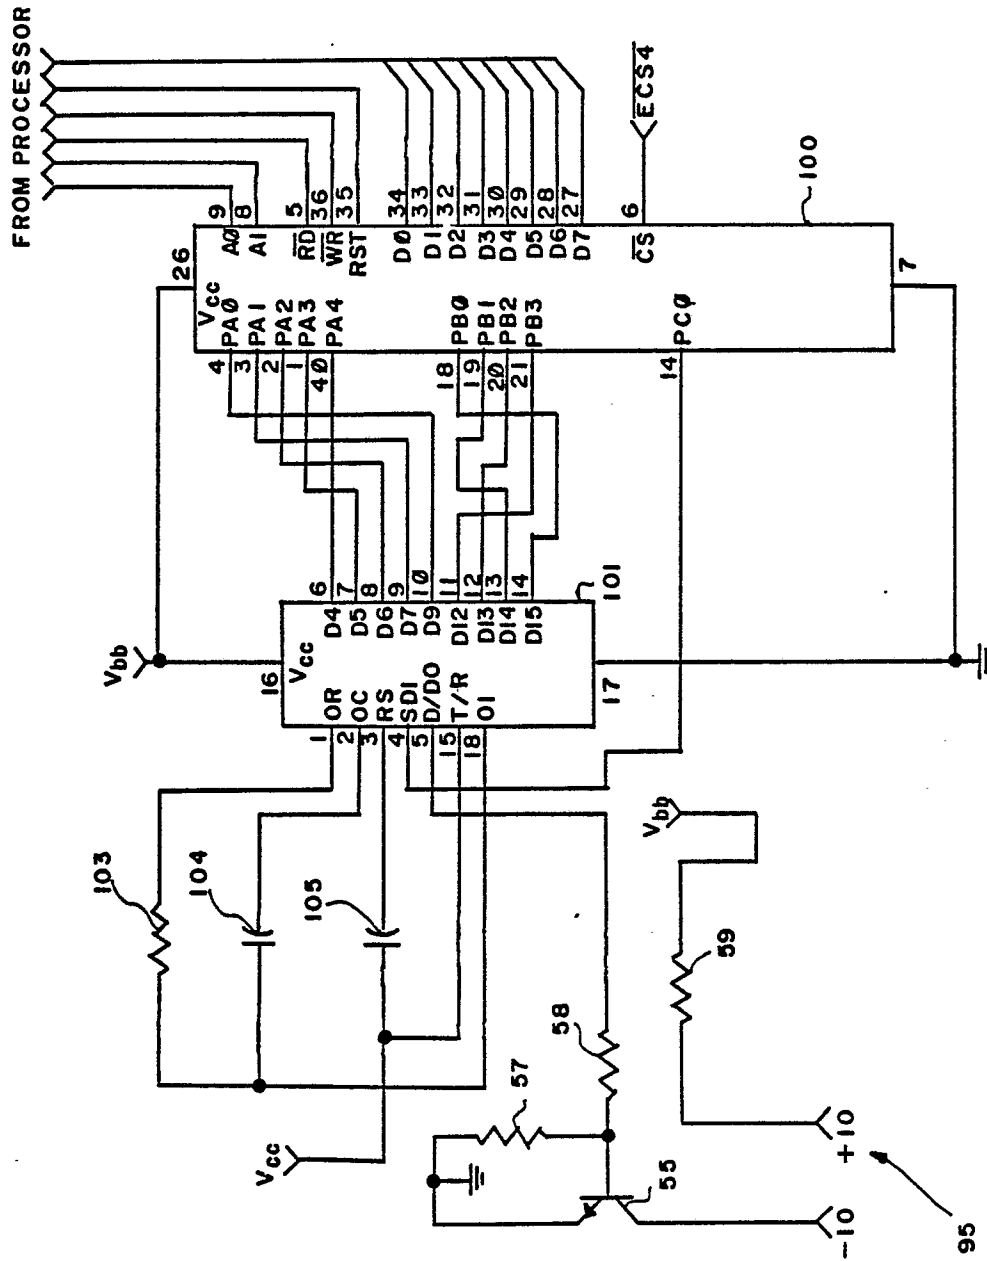 FROM PROCESSOR
9
8
5
36
35
34
33
32
31
30
29
28
27
6
ECS4
100
26
Vcc
A0
A1
RD
WR
RST
D0
D1
D2
D3
D4
D5
D6
D7
CS
7
PA0
PA1
PA2
PA3
PA4
PB0
PB1
PB2
PB3
PC0
4
3
2
1
40
18
19
20
21
14
6
7
8
9
10
11
12
13
14
101
Vbb
16
Vcc
D4
D5
D6
D7
D9
D12
D13
D14
D15
17
OR
OC
RS
SDI
D/DO
T/R
OI
1
2
3
4
5
15
18
Vbb
103
104
105
59
58
57
Vcc
55
+10
-10
95